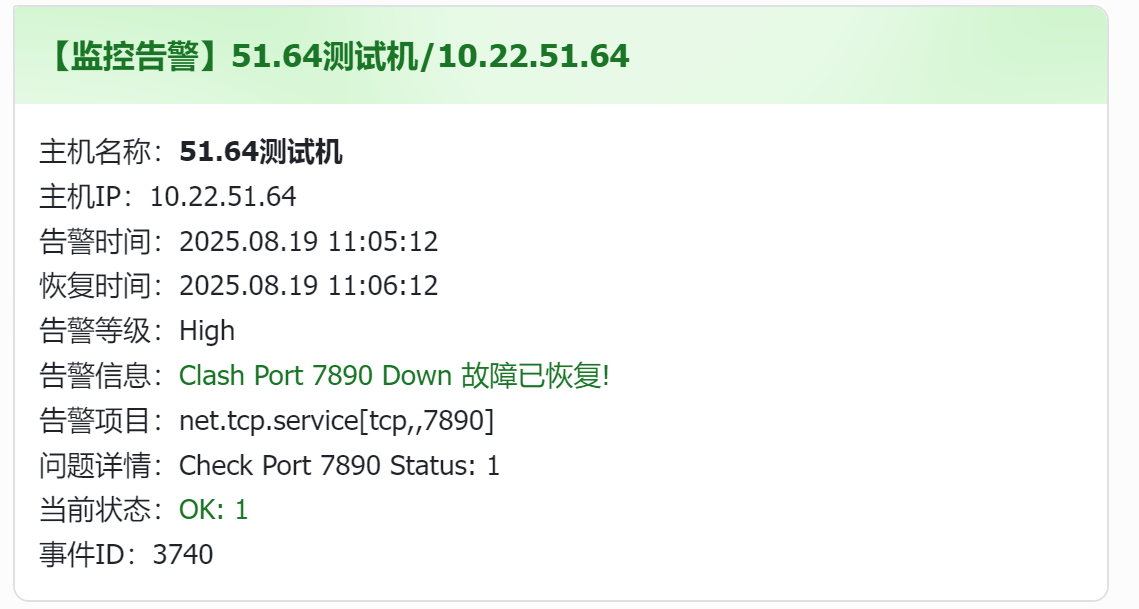 【监控告警】51.64测试机/10.22.51.64
主机名称：51.64测试机
主机IP：10.22.51.64
告警时间：2025.08.19 11:05:12
恢复时间：2025.08.19 11:06:12
告警等级：High
告警信息：Clash Port 7890 Down 故障已恢复!
告警项目：net.tcp.service[tcp,,7890]
问题详情：Check Port 7890 Status: 1
当前状态：OK: 1
事件ID：3740